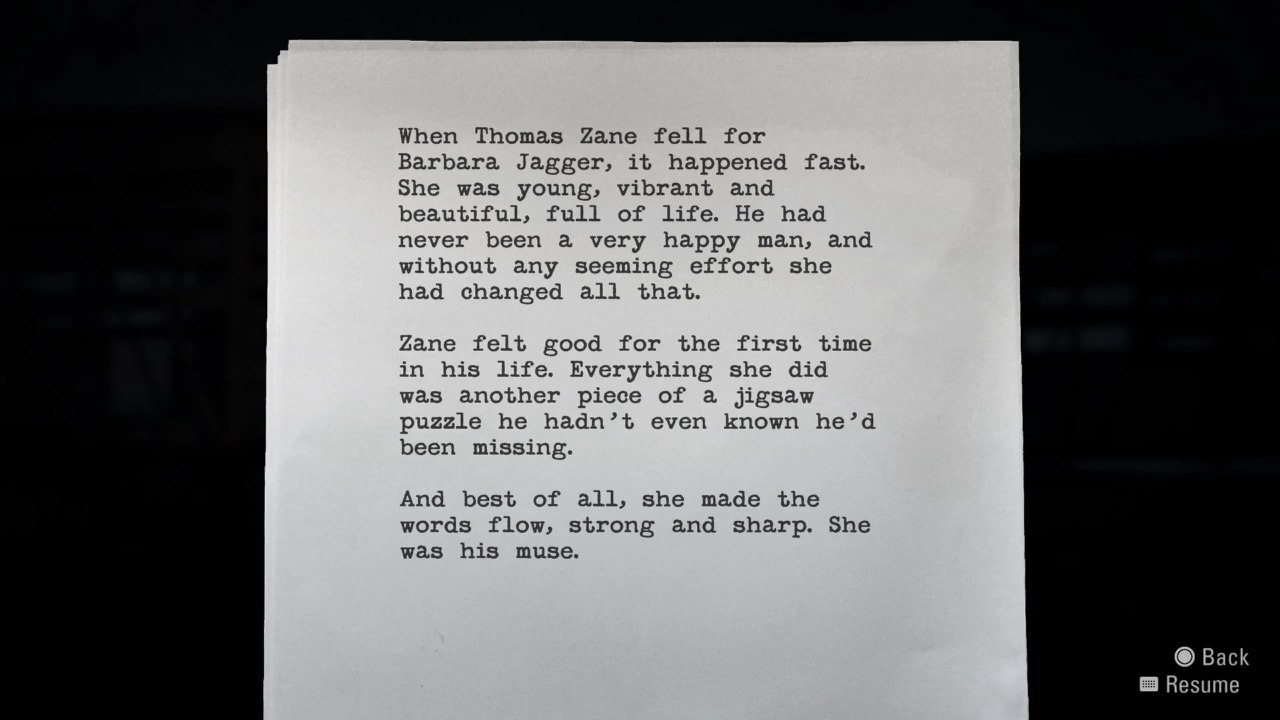 When Thomas Zane fell for
Barbara Jagger, it happened fast.
She was young, vibrant and
beautiful, full of life. He had
never been a very happy man, and
without any seeming effort she
had changed all that.
Zane felt good for the first time
in his life. Everything she did
was another piece of a jigsaw
puzzle he hadn't even known he'd
been missing.
And best of all, she made the
words flow, strong and sharp. She
was his muse.
Back
Resume